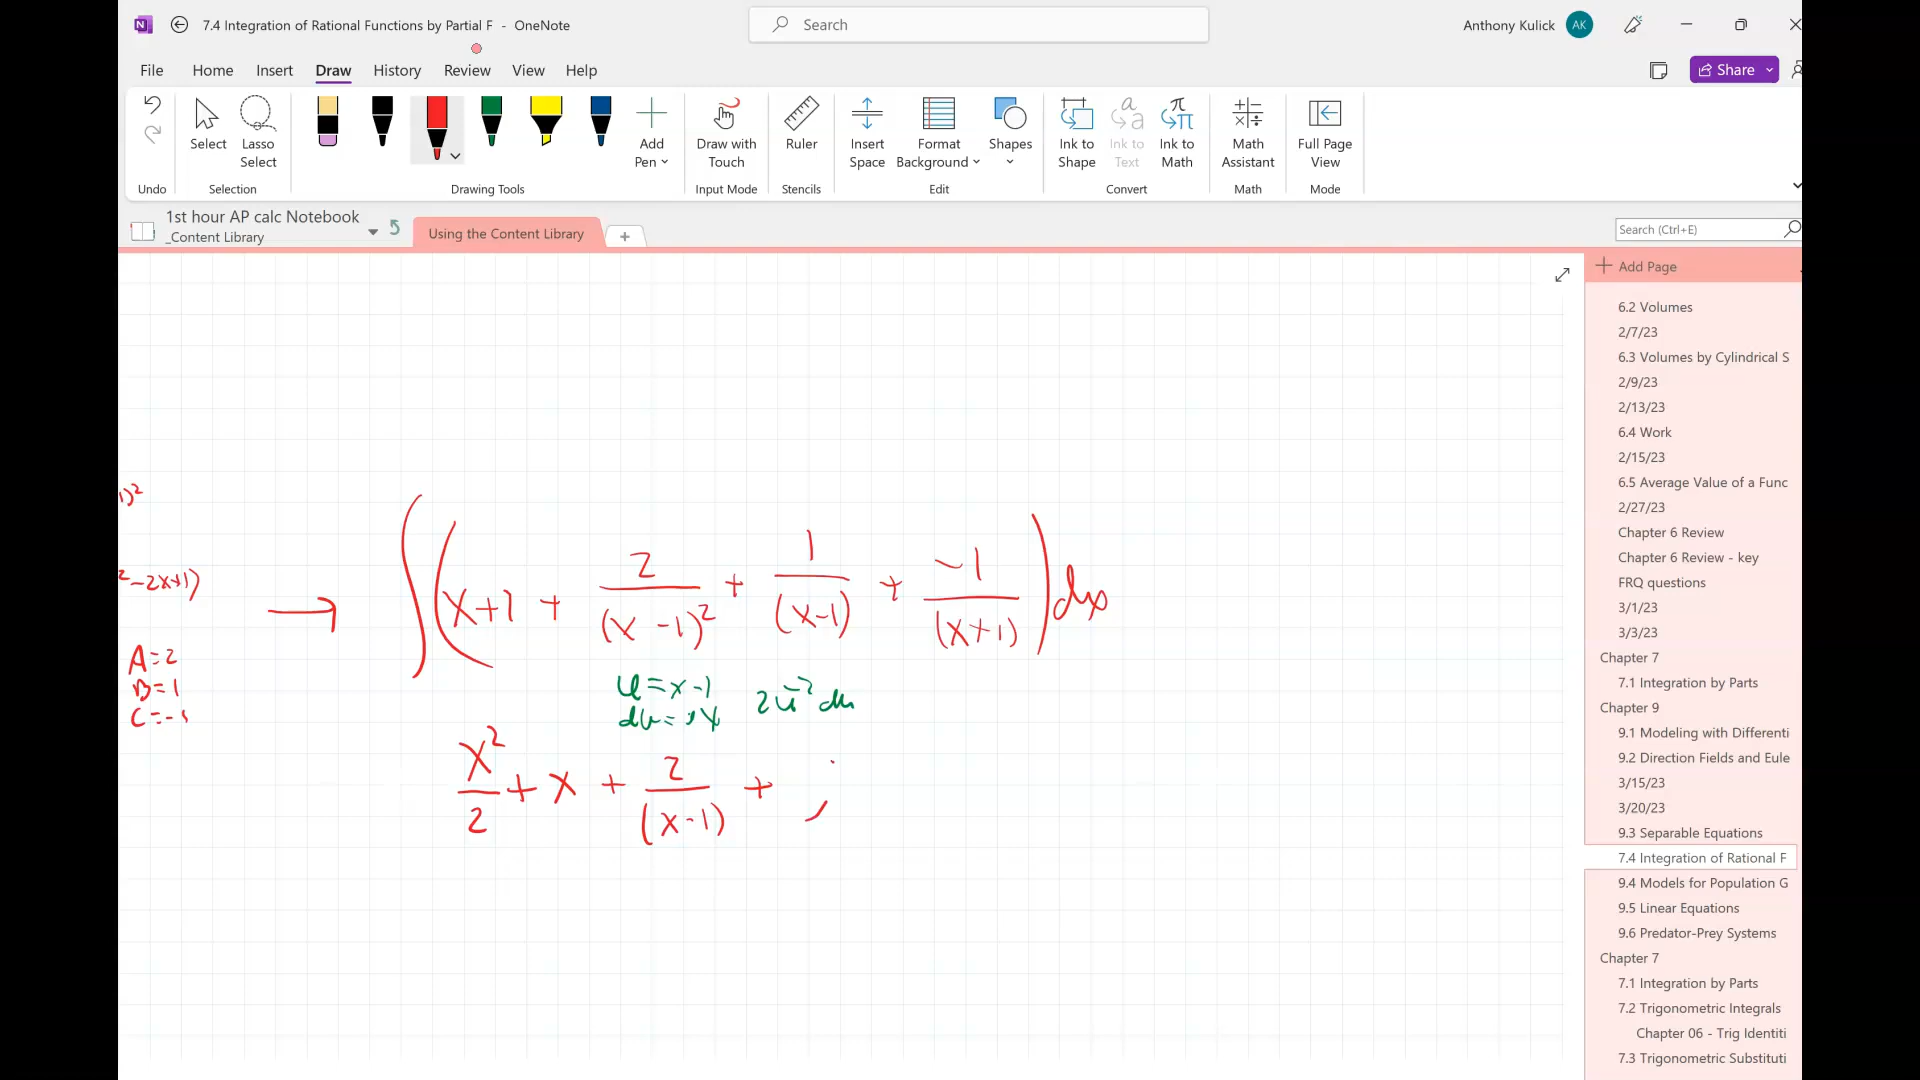 7.4 Integration of Rational Functions by Partial F - OneNote
Search
Anthony Kulick AK
File Home Insert Draw History Review View Help
Share
Undo
Select
Lasso Select
Selection
Drawing Tools
Add Pen
Draw with Touch
Input Mode
Ruler
Stencils
Insert Space
Format Background
Shapes
Edit
Ink to Shape
Ink to Text
Ink to Math
Convert
Math Assistant
Math
Full Page View
Mode
1st hour AP calc Notebook
_Content Library
Using the Content Library
Search (Ctrl+E)
Add Page
6.2 Volumes
2/7/23
6.3 Volumes by Cylindrical S
2/9/23
2/13/23
6.4 Work
2/15/23
6.5 Average Value of a Func
2/27/23
Chapter 6 Review
Chapter 6 Review - key
FRQ questions
3/1/23
3/3/23
Chapter 7
7.1 Integration by Parts
Chapter 9
9.1 Modeling with Differenti
9.2 Direction Fields and Eule
3/15/23
3/20/23
9.3 Separable Equations
7.4 Integration of Rational F
9.4 Models for Population G
9.5 Linear Equations
9.6 Predator-Prey Systems
Chapter 7
7.1 Integration by Parts
7.2 Trigonometric Integrals
Chapter 06 - Trig Identiti
7.3 Trigonometric Substituti
1)²
² -2x+1)
A=2
B=1
C=-1
→ ∫(x+1 + 2/(x-1)² + 1/(x-1) + -1/(x+1))dx
u=x-1 2u⁻² du
x²/2 + x + 2/(x-1) +